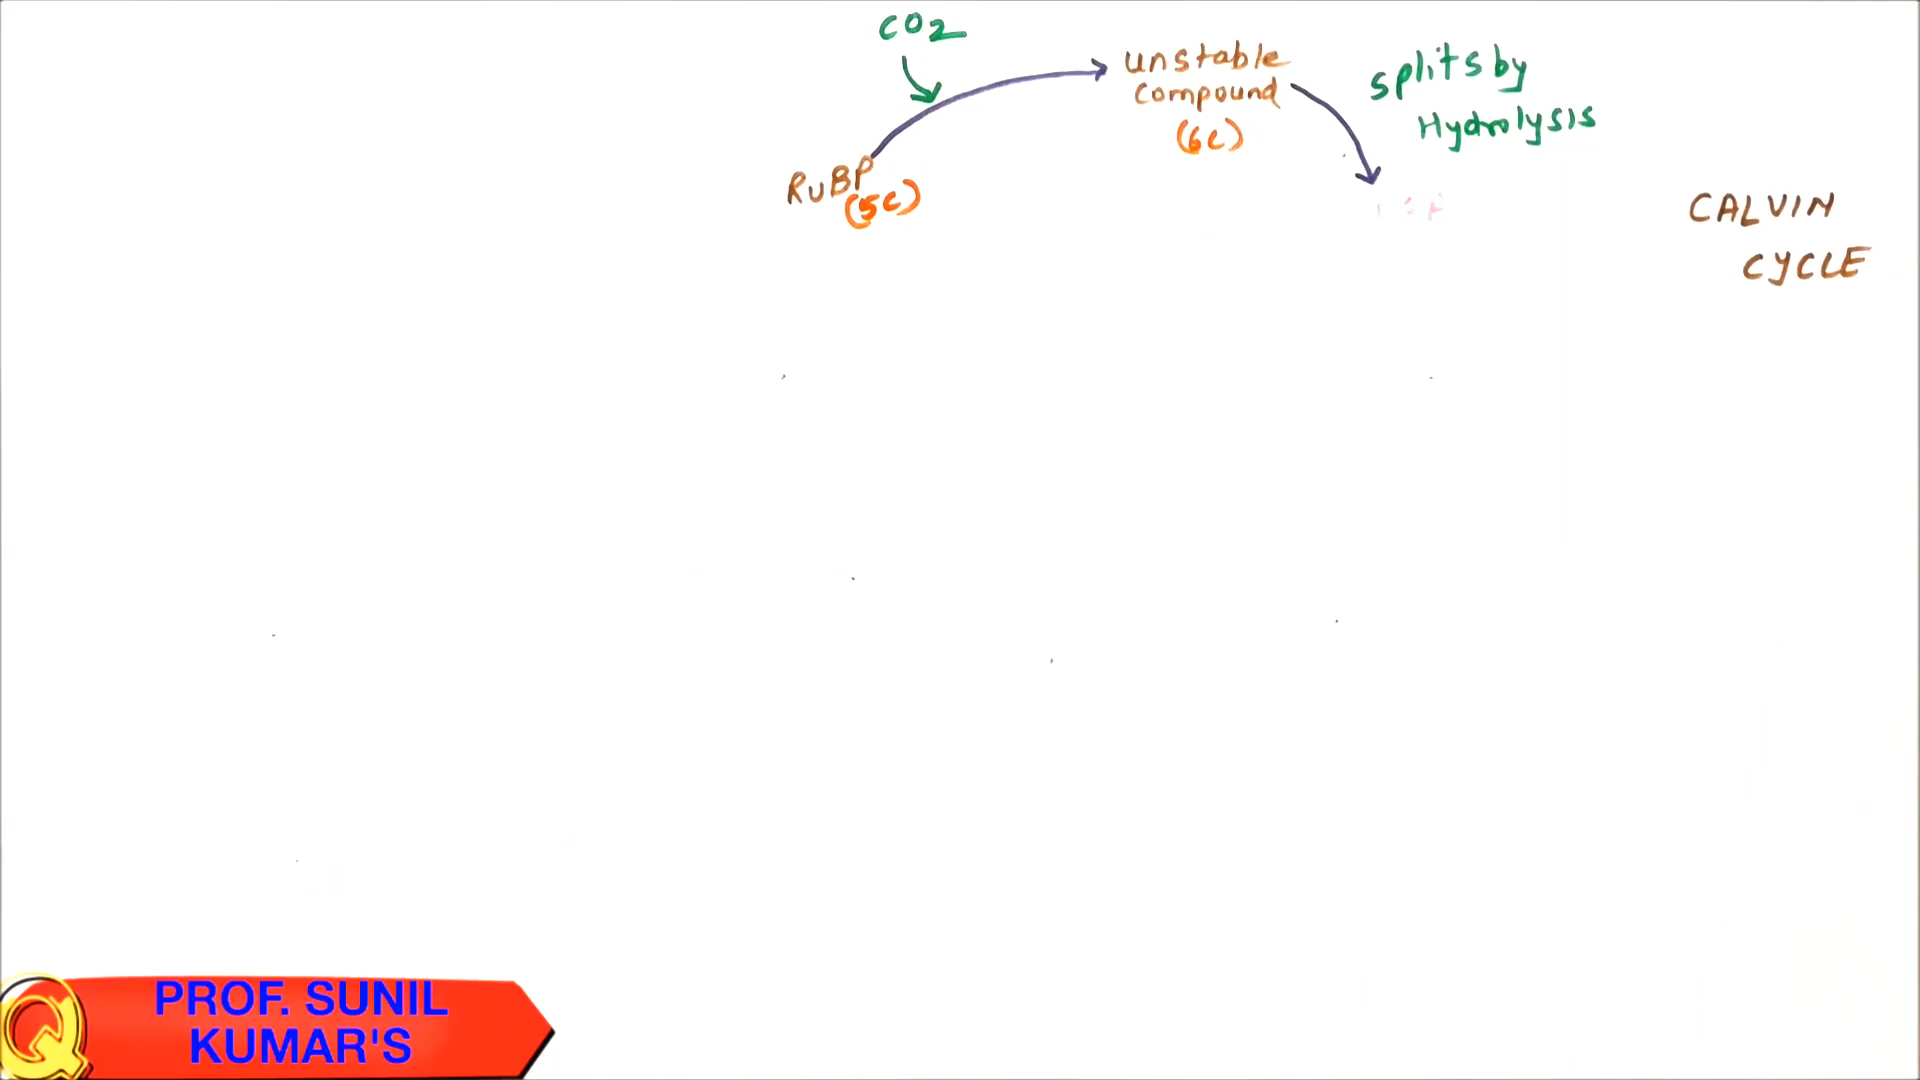 CO2
unstable
compound
(6C)
splits by
Hydrolysis
RuBP
(5C)
CALVIN
CYCLE
PROF. SUNIL
KUMAR'S